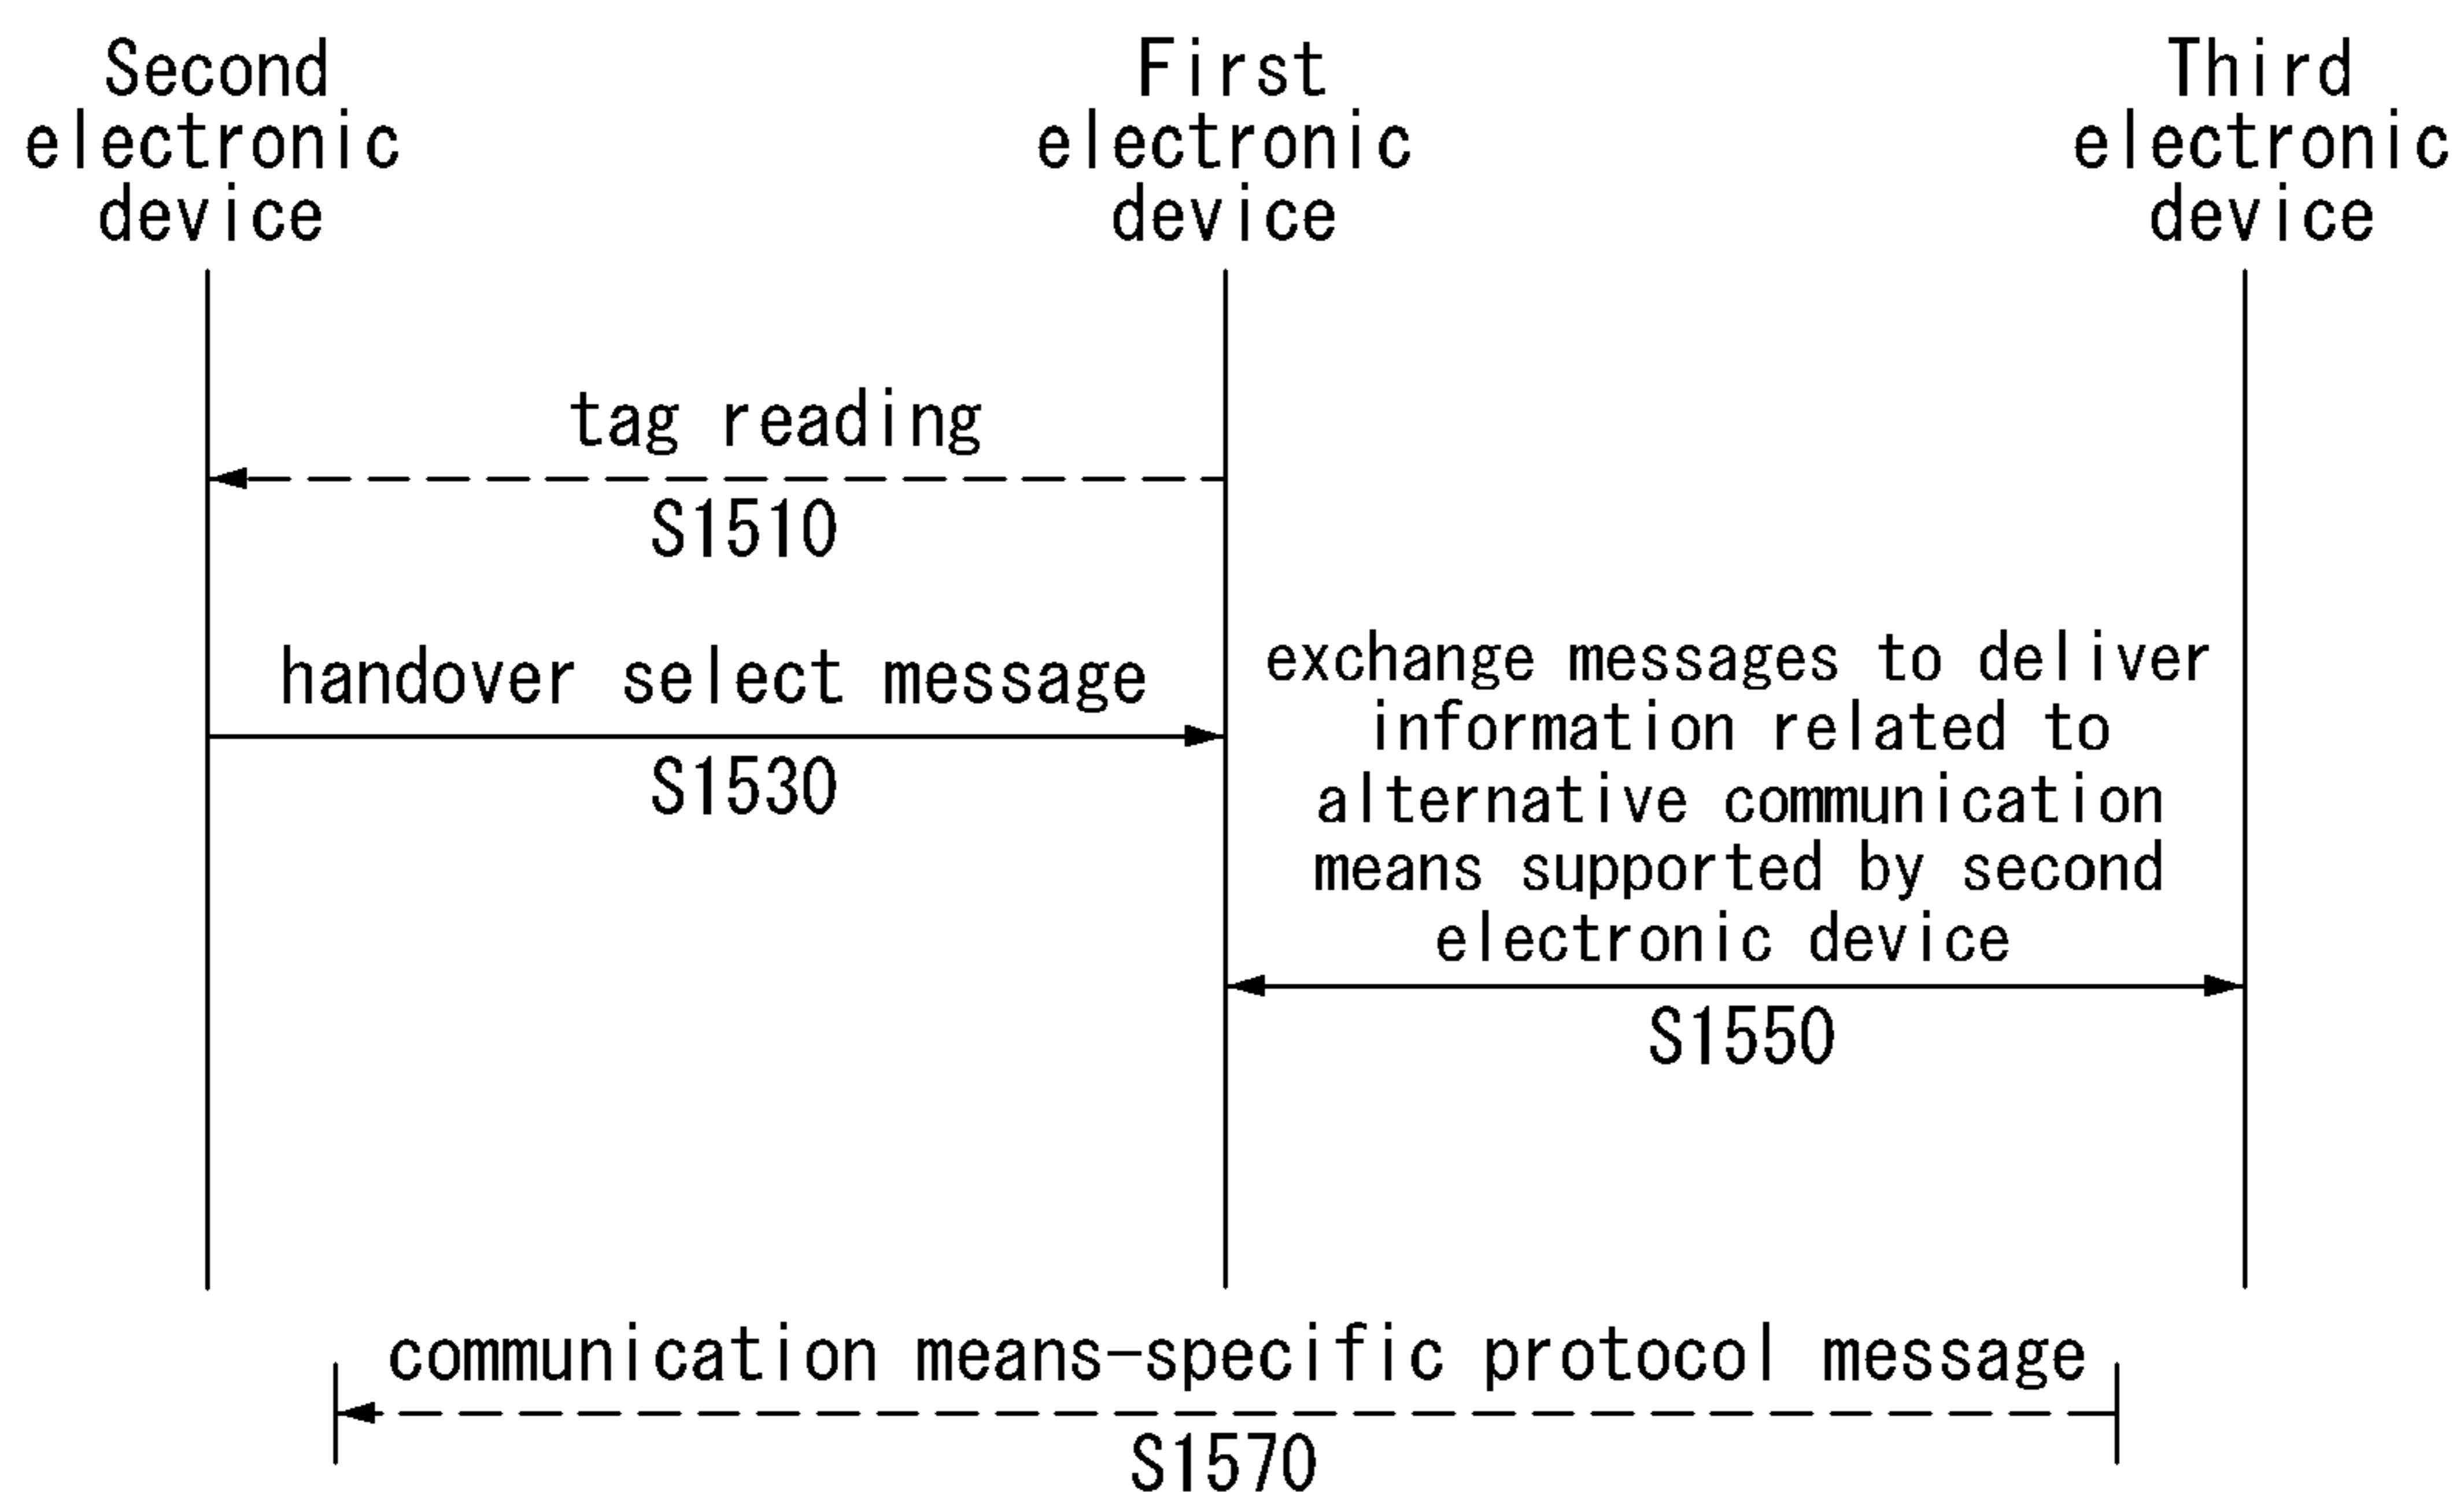 Second
electronic
device
First
electronic
device
Third
electronic
device
tag reading
S1510
handover select message
S1530
exchange messages to deliver
information related to
alternative communication
means supported by second
electronic device
S1550
communication means-specific protocol message
S1570